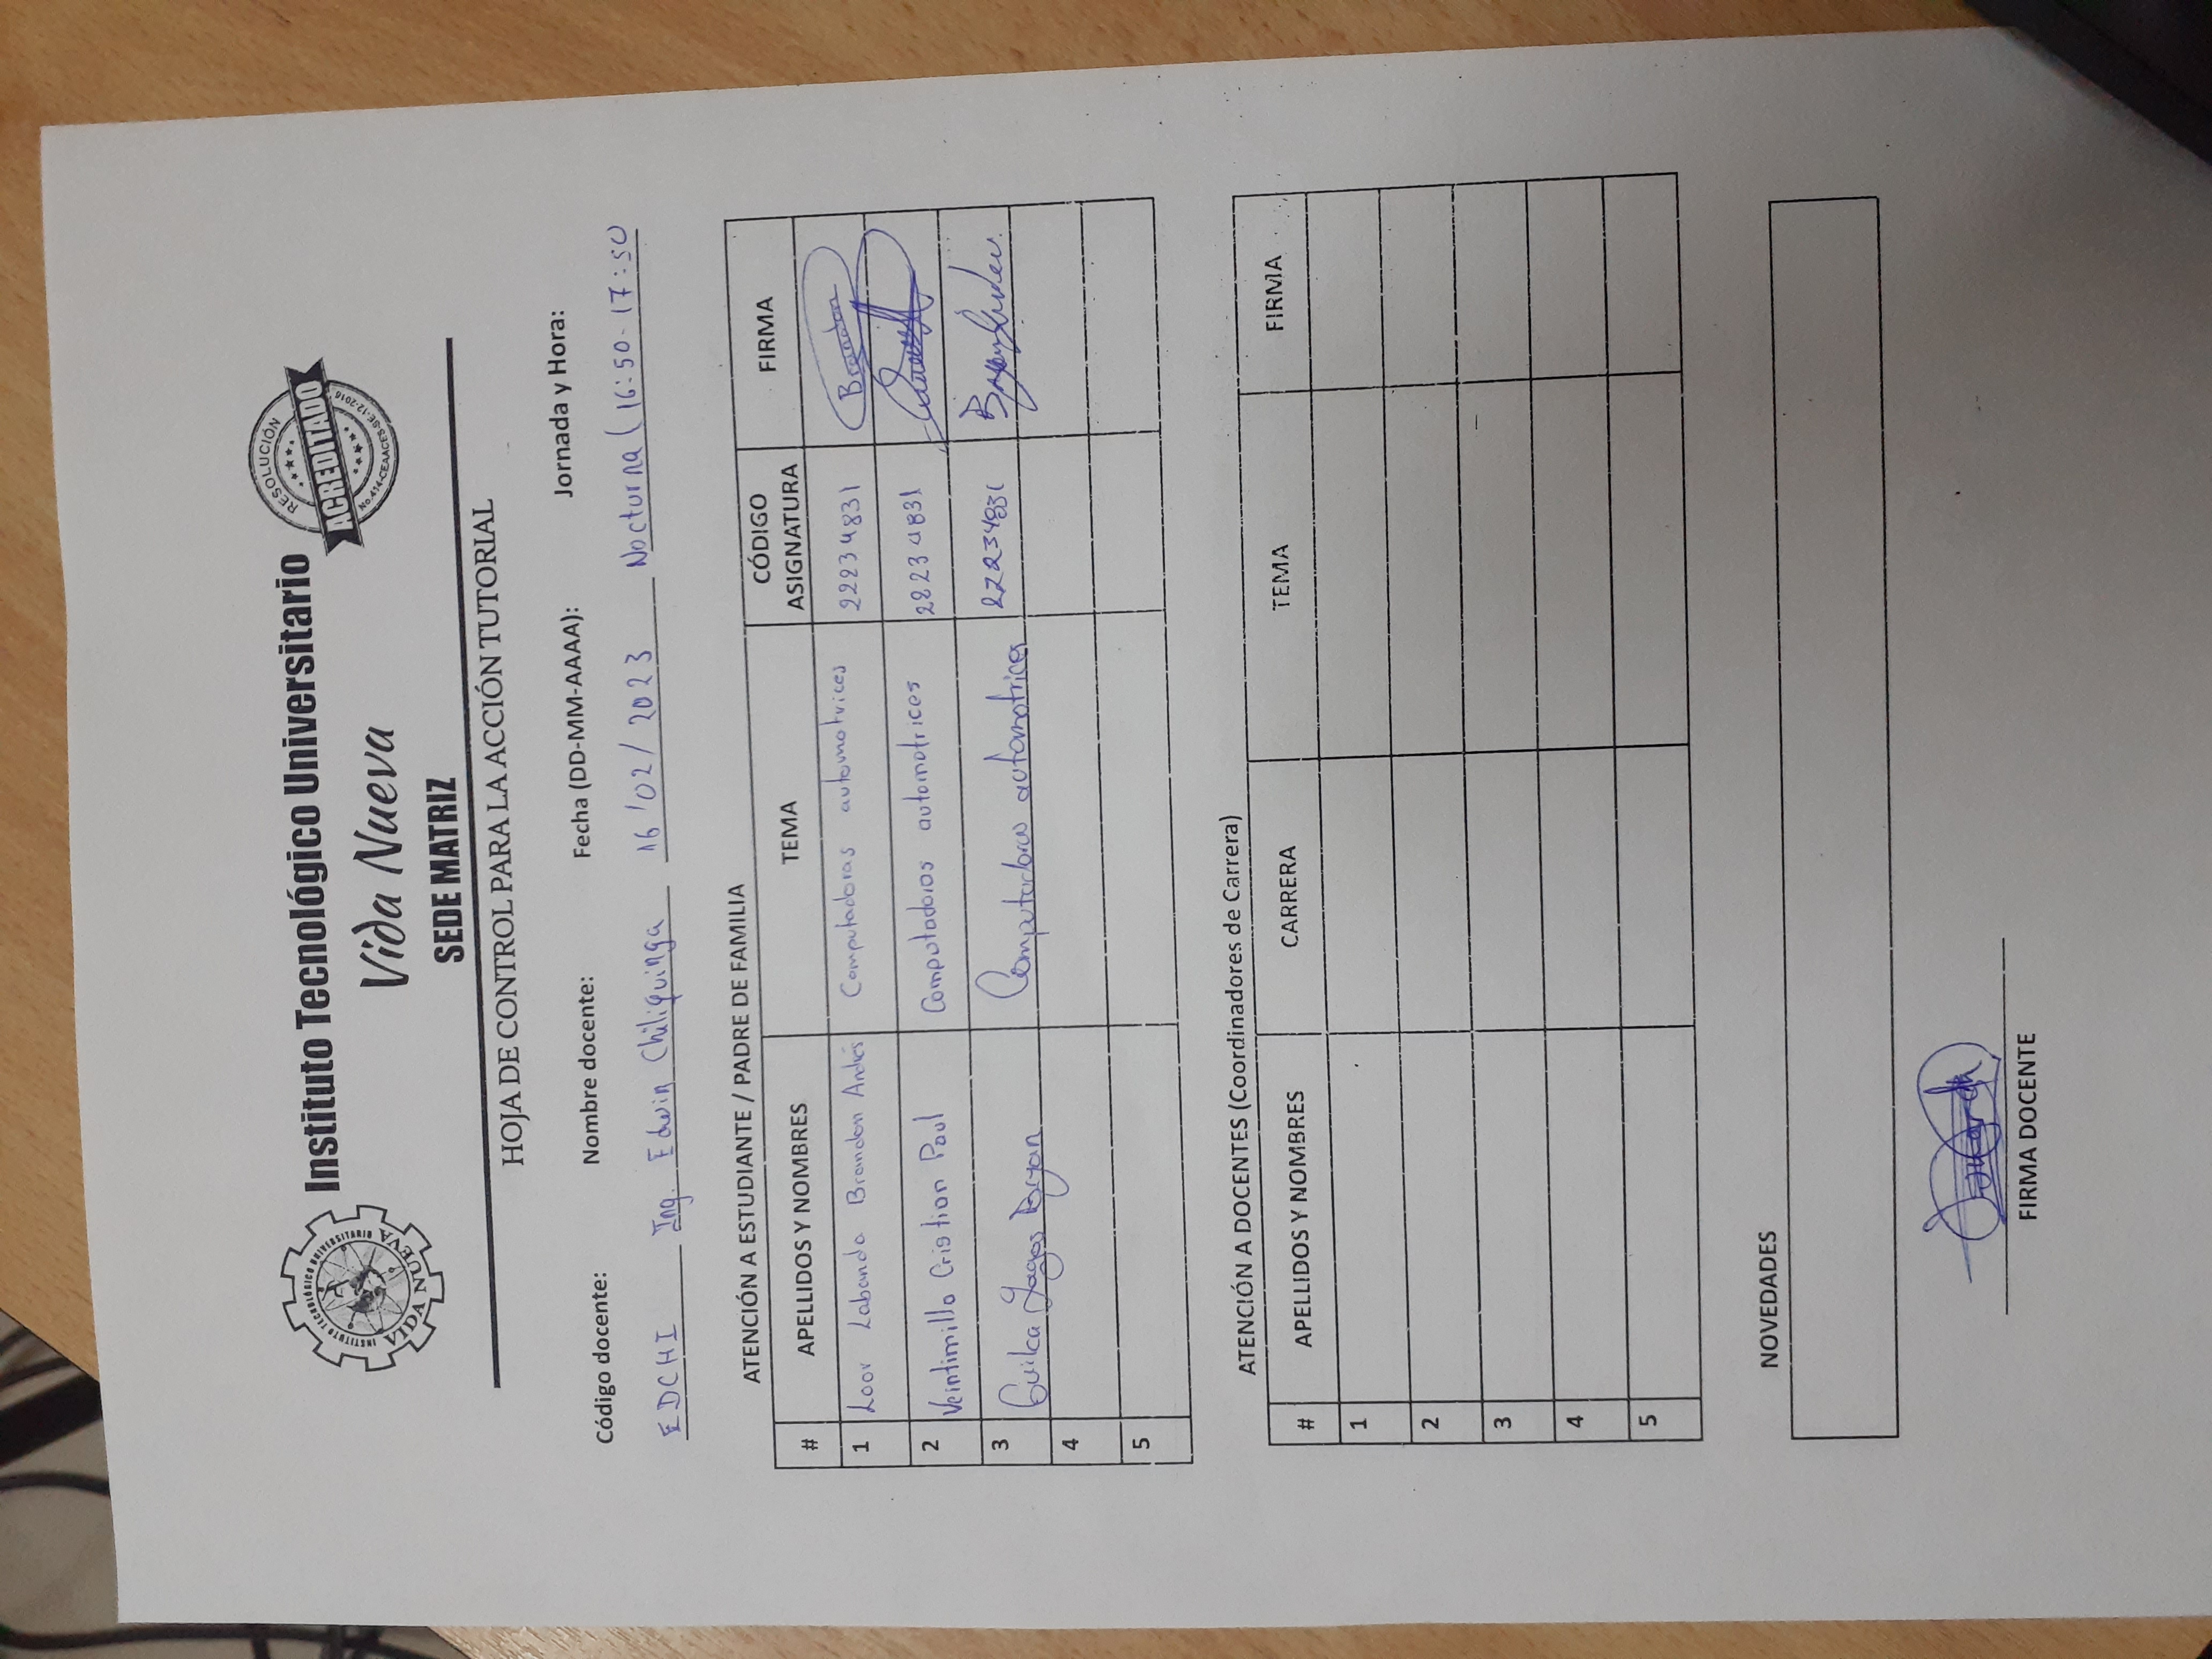 INSTITUTO TECNOLÓGICO UNIVERSITARIO
VIDA NUEVA
Instituto Tecnológico Universitario
Vida Nueva
SEDE MATRIZ
RESOLUCIÓN
ACREDITADO
No.414-CEAACES-SE-12-2016
HOJA DE CONTROL PARA LA ACCIÓN TUTORIAL
Código docente: Nombre docente: Fecha (DD-MM-AAAA): Jornada y Hora:
EDCHI Ing. Edwin Chiliquinga 16/02/2023 Nocturna (16:50-17:50
ATENCIÓN A ESTUDIANTE / PADRE DE FAMILIA
# APELLIDOS Y NOMBRES TEMA CÓDIGO ASIGNATURA FIRMA
1 Loor Labanda Brandon Andrés Computadoras automotrices 22234831 Brandon
2 Veintimilla Cristian Paul Computadoras automotrices 22234831
3 Guilca Yagos Bryan Computadoras automotrices 22234831
4
5
ATENCIÓN A DOCENTES (Coordinadores de Carrera)
# APELLIDOS Y NOMBRES CARRERA TEMA FIRMA
1
2
3
4
5
NOVEDADES
FIRMA DOCENTE